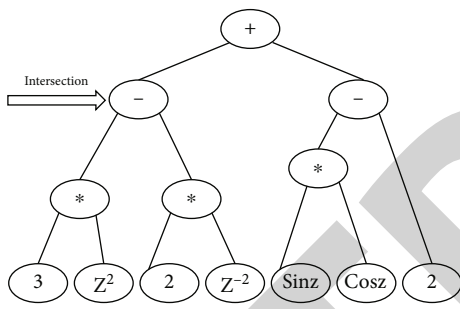 +
Intersection
− −
*
* *
3 Z² 2 Z⁻² Sinz Cosz 2